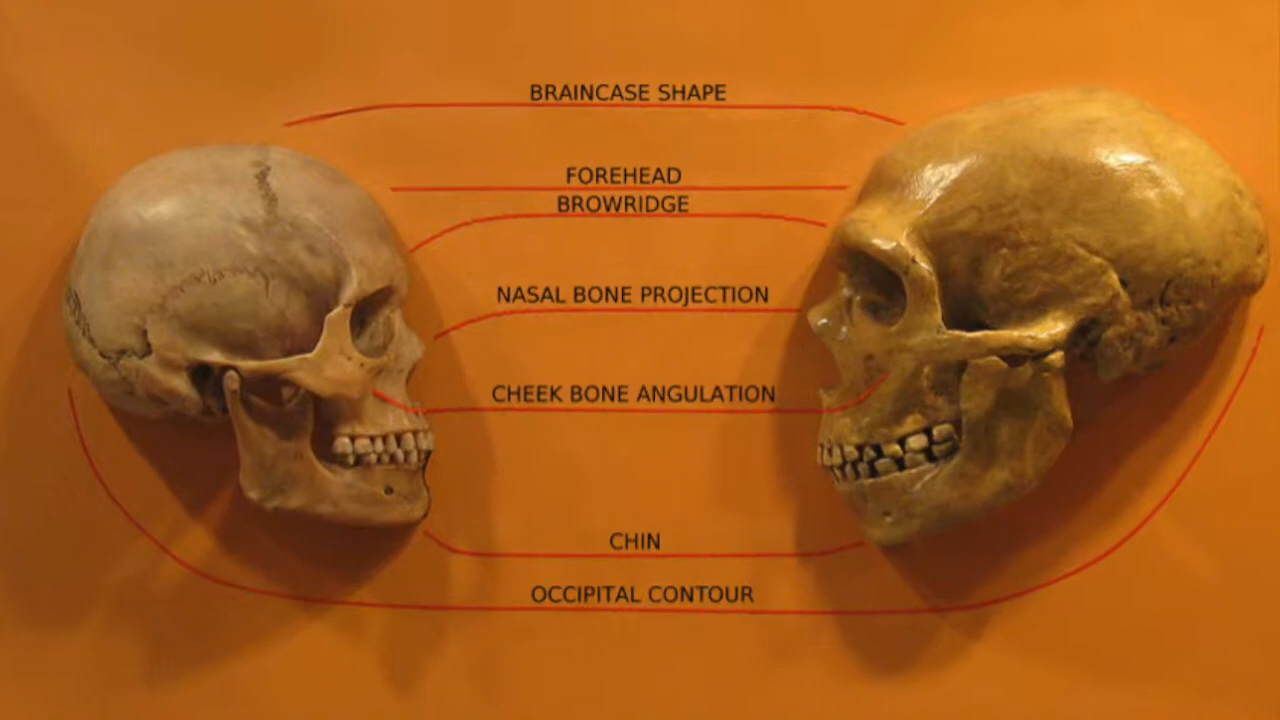 BRAINCASE SHAPE
FOREHEAD
BROWRIDGE
NASAL BONE PROJECTION
CHEEK BONE ANGULATION
CHIN
OCCIPITAL CONTOUR